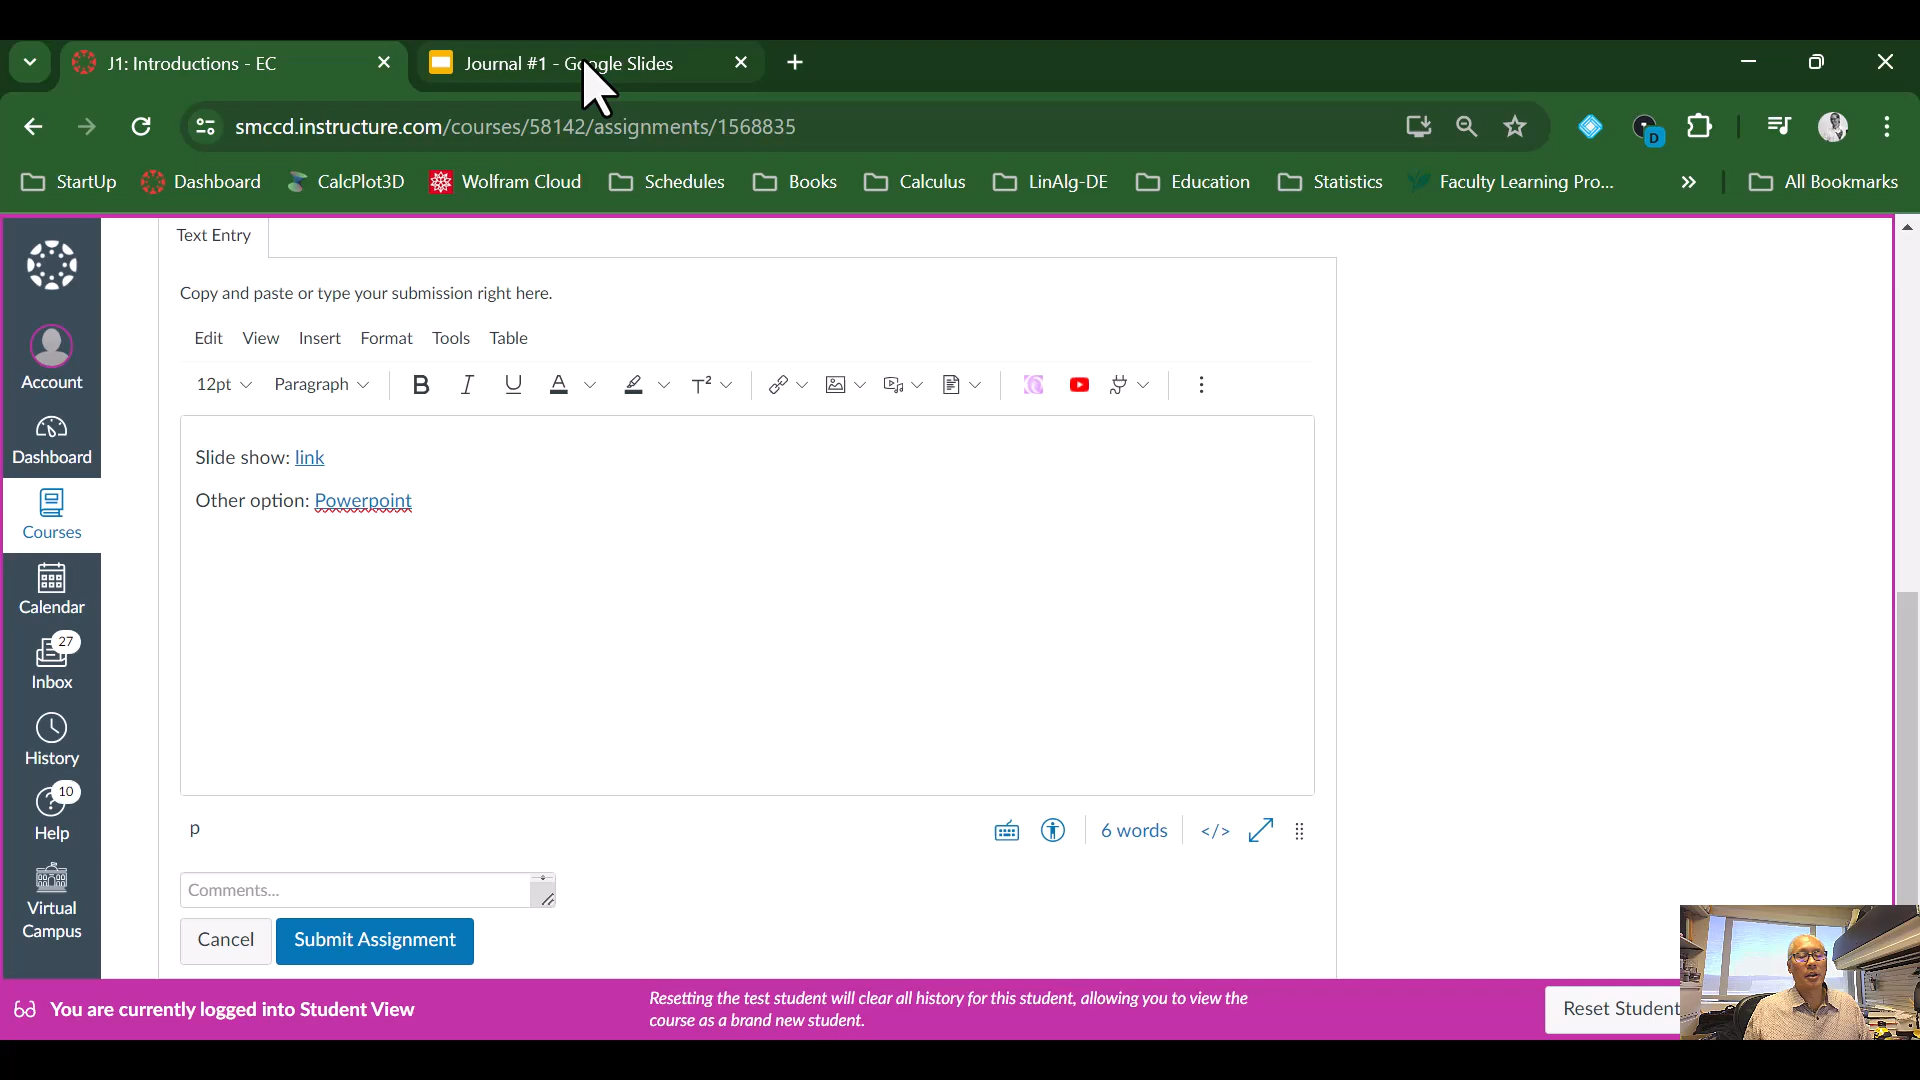 J1: Introductions - EC
Journal #1 - Google Slides
smccd.instructure.com/courses/58142/assignments/1568835
D
StartUp
Dashboard
CalcPlot3D
Wolfram Cloud
Schedules
Books
Calculus
LinAlg-DE
Education
Statistics
Faculty Learning Pro...
All Bookmarks
Account
Dashboard
Courses
Calendar
27
Inbox
History
10
Help
Virtual
Campus
Text Entry
Copy and paste or type your submission right here.
Edit View Insert Format Tools Table
12pt Paragraph B I U A T²
Slide show: link
Other option: Powerpoint
p
6 words
</>
Comments...
Cancel
Submit Assignment
You are currently logged into Student View
Resetting the test student will clear all history for this student, allowing you to view the
course as a brand new student.
Reset Student